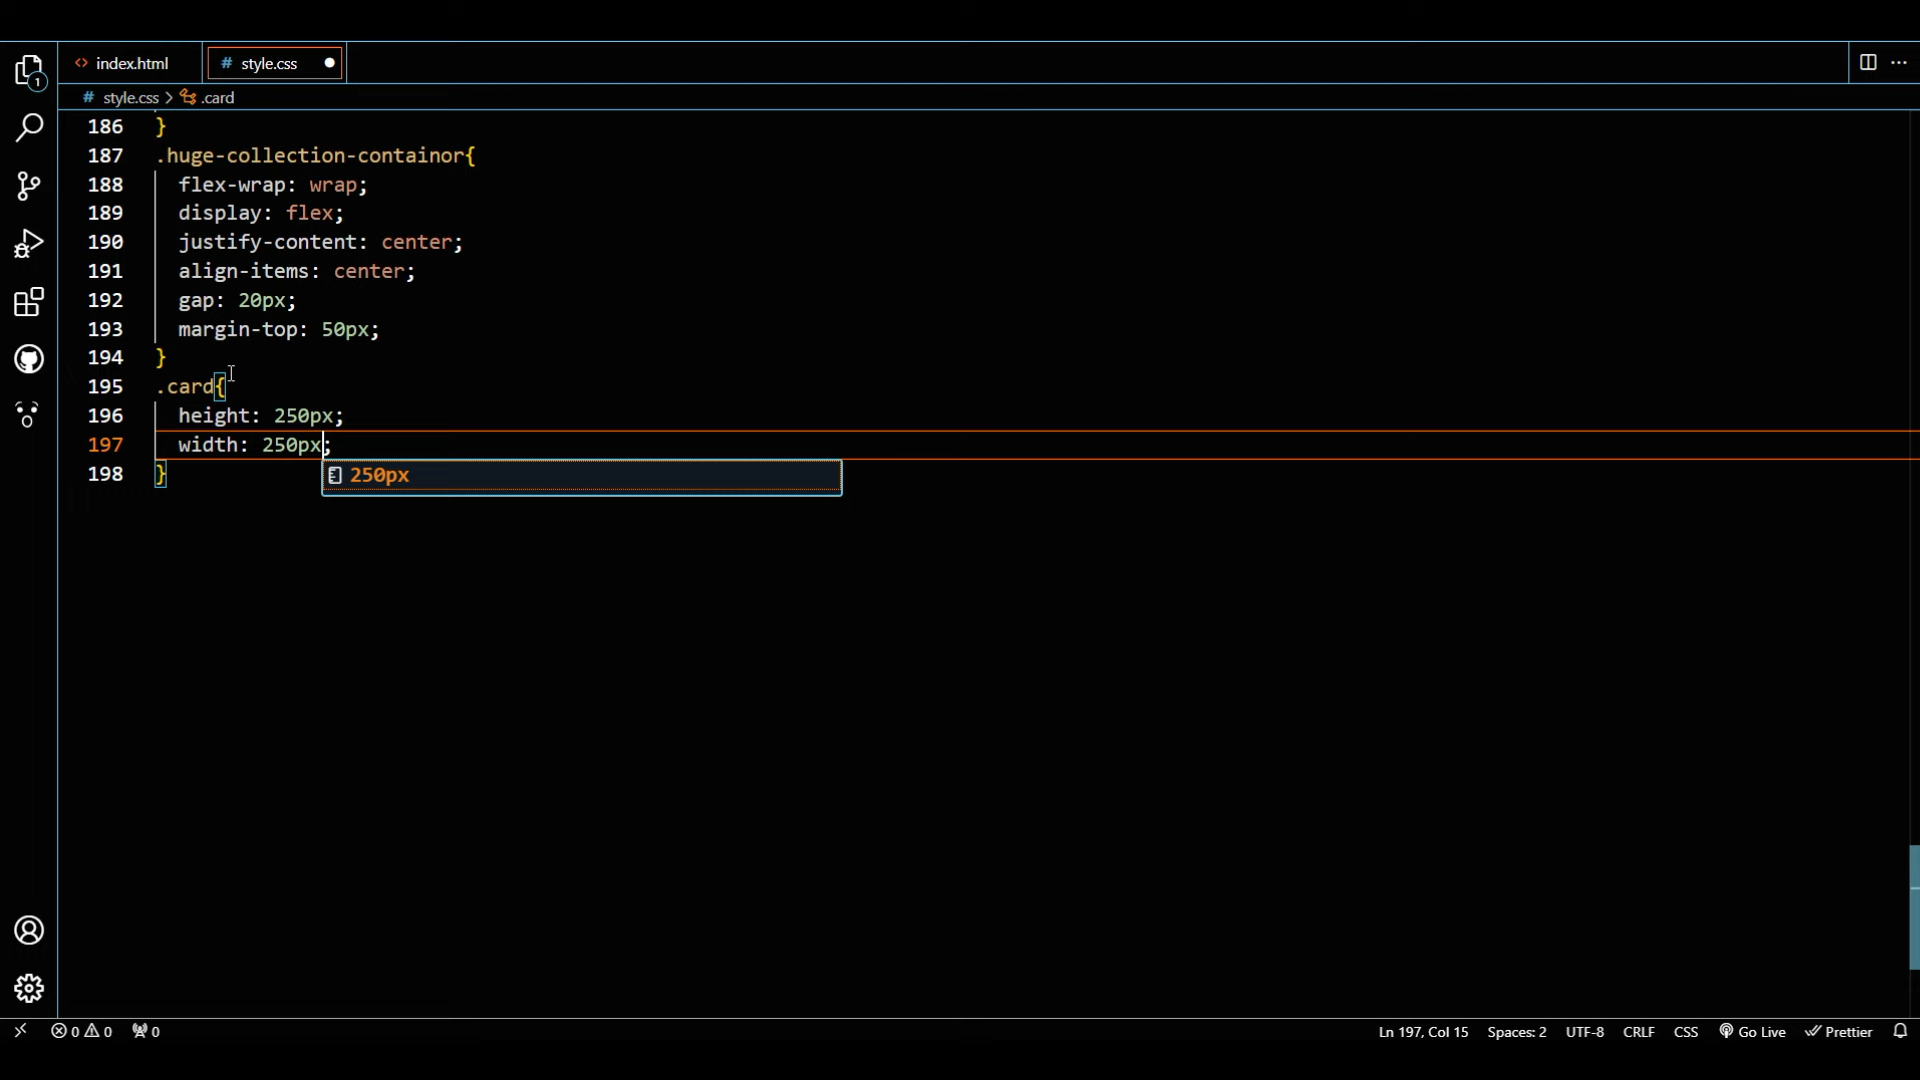 index.html
style.css
style.css > .card
186 }
187 .huge-collection-containor{
188 flex-wrap: wrap;
189 display: flex;
190 justify-content: center;
191 align-items: center;
192 gap: 20px;
193 margin-top: 50px;
194 }
195 .card{
196 height: 250px;
197 width: 250px;
198 }
250px
1
0 0 0
Ln 197, Col 15 Spaces: 2 UTF-8 CRLF CSS Go Live Prettier